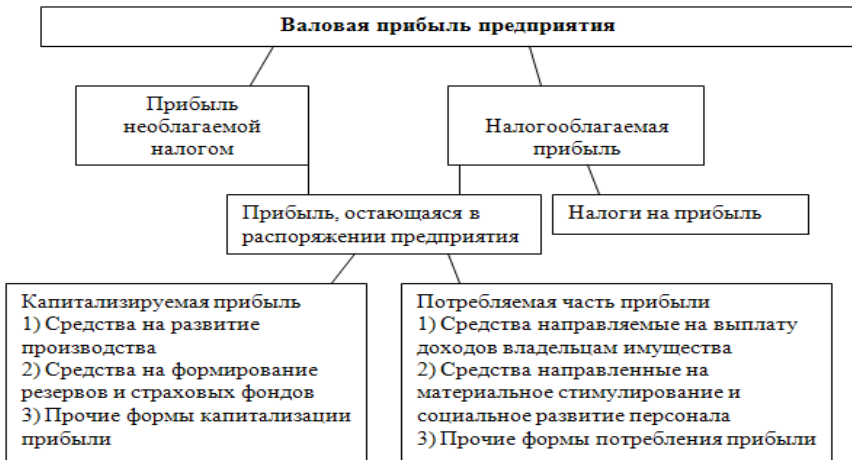 Валовая прибыль предприятия
Прибыль
необлагаемой
налогом
Налогооблагаемая
прибыль
Прибыль, остающаяся в
распоряжении предприятия
Налоги на прибыль
Капитализируемая прибыль
1) Средства на развитие
производства
2) Средства на формирование
резервов и страховых фондов
3) Прочие формы капитализации
прибыли
Потребляемая часть прибыли
1) Средства направляемые на выплату
доходов владельцам имущества
2) Средства направленные на
материальное стимулирование и
социальное развитие персонала
3) Прочие формы потребления прибыли